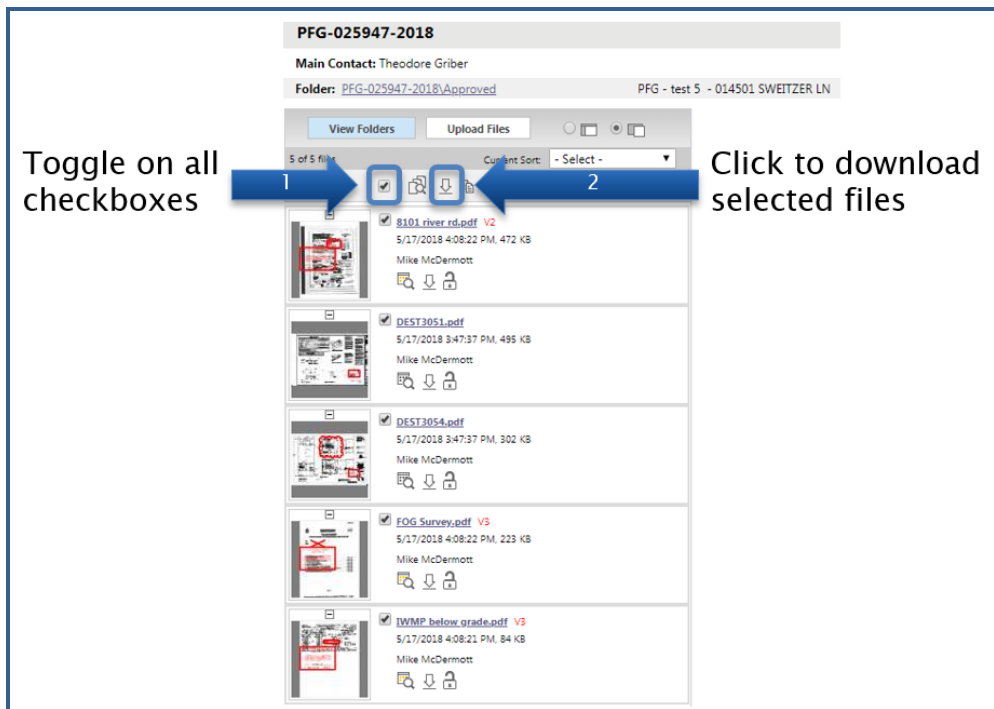 PFG-025947-2018
Main Contact: Theodore Griber
Folder: PFG-025947-2018\Approved PFG - test 5 - 014501 SWEITZER LN
View Folders Upload Files
5 of 5 files Current Sort: - Select -
Toggle on all
checkboxes
1
2
Click to download
selected files
8101 river rd.pdf V2
5/17/2018 4:08:22 PM, 472 KB
Mike McDermott
DEST3051.pdf
5/17/2018 3:47:37 PM, 495 KB
Mike McDermott
DEST3054.pdf
5/17/2018 3:47:37 PM, 302 KB
Mike McDermott
FOG Survey.pdf V3
5/17/2018 4:08:22 PM, 223 KB
Mike McDermott
IWMP below grade.pdf V3
5/17/2018 4:08:21 PM, 84 KB
Mike McDermott